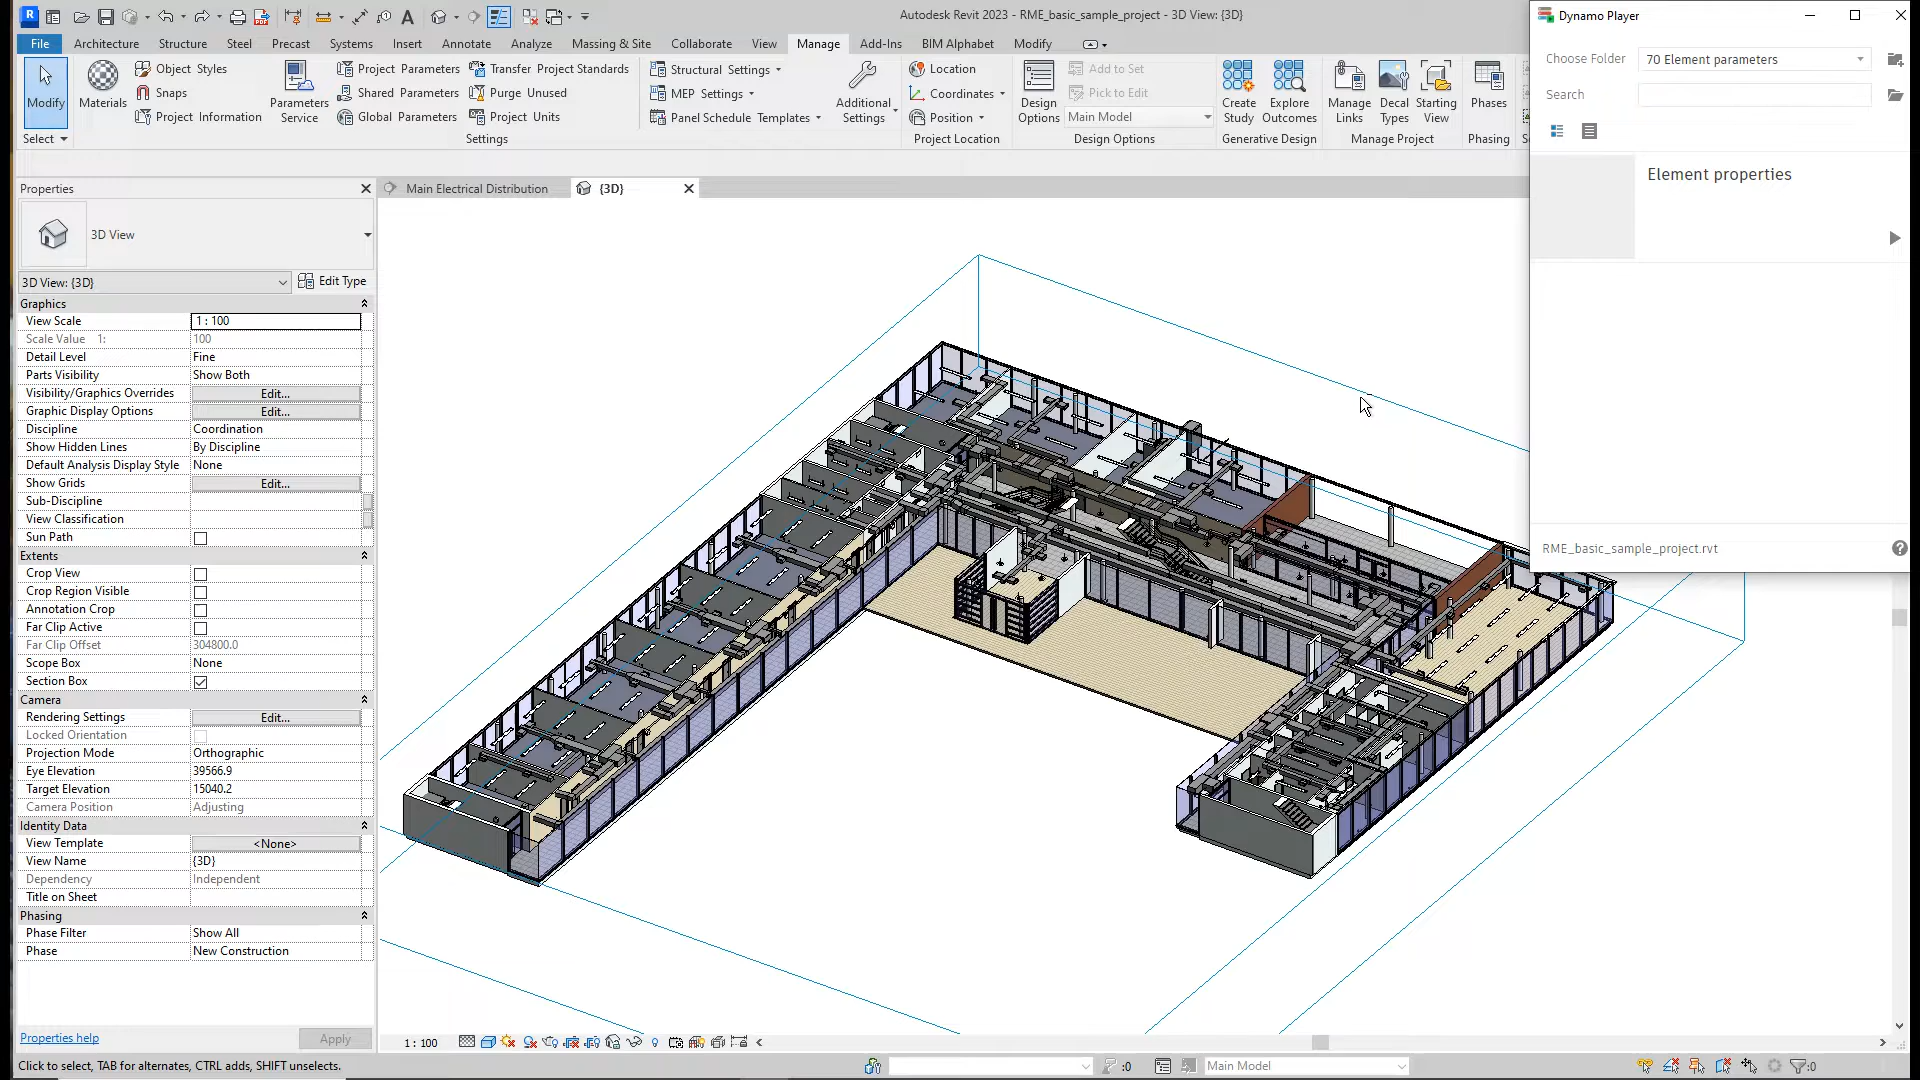 Autodesk Revit 2023 - RME_basic_sample_project - 3D View: {3D}
File Architecture Structure Steel Precast Systems Insert Annotate Analyze Massing & Site Collaborate View Manage Add-Ins BIM Alphabet Modify
Modify
Select
Materials
Object Styles
Snaps
Project Information
Parameters
Service
Project Parameters
Shared Parameters
Global Parameters
Transfer Project Standards
Purge Unused
Project Units
Settings
Structural Settings
MEP Settings
Panel Schedule Templates
Additional
Settings
Location
Coordinates
Position
Project Location
Design
Options
Add to Set
Pick to Edit
Main Model
Design Options
Create
Study
Explore
Outcomes
Generative Design
Manage
Links
Decal
Types
Starting
View
Manage Project
Phases
Phasing
Dynamo Player
Choose Folder 70 Element parameters
Search
Element properties
RME_basic_sample_project.rvt
Properties
Main Electrical Distribution
{3D}
3D View
3D View: {3D} Edit Type
Graphics
View Scale 1 : 100
Scale Value 1: 100
Detail Level Fine
Parts Visibility Show Both
Visibility/Graphics Overrides Edit...
Graphic Display Options Edit...
Discipline Coordination
Show Hidden Lines By Discipline
Default Analysis Display Style None
Show Grids Edit...
Sub-Discipline
View Classification
Sun Path
Extents
Crop View
Crop Region Visible
Annotation Crop
Far Clip Active
Far Clip Offset 304800.0
Scope Box None
Section Box
Camera
Rendering Settings Edit...
Locked Orientation
Projection Mode Orthographic
Eye Elevation 39566.9
Target Elevation 15040.2
Camera Position Adjusting
Identity Data
View Template <None>
View Name {3D}
Dependency Independent
Title on Sheet
Phasing
Phase Filter Show All
Phase New Construction
Properties help Apply
1 : 100
Click to select, TAB for alternates, CTRL adds, SHIFT unselects.
:0
Main Model
:0